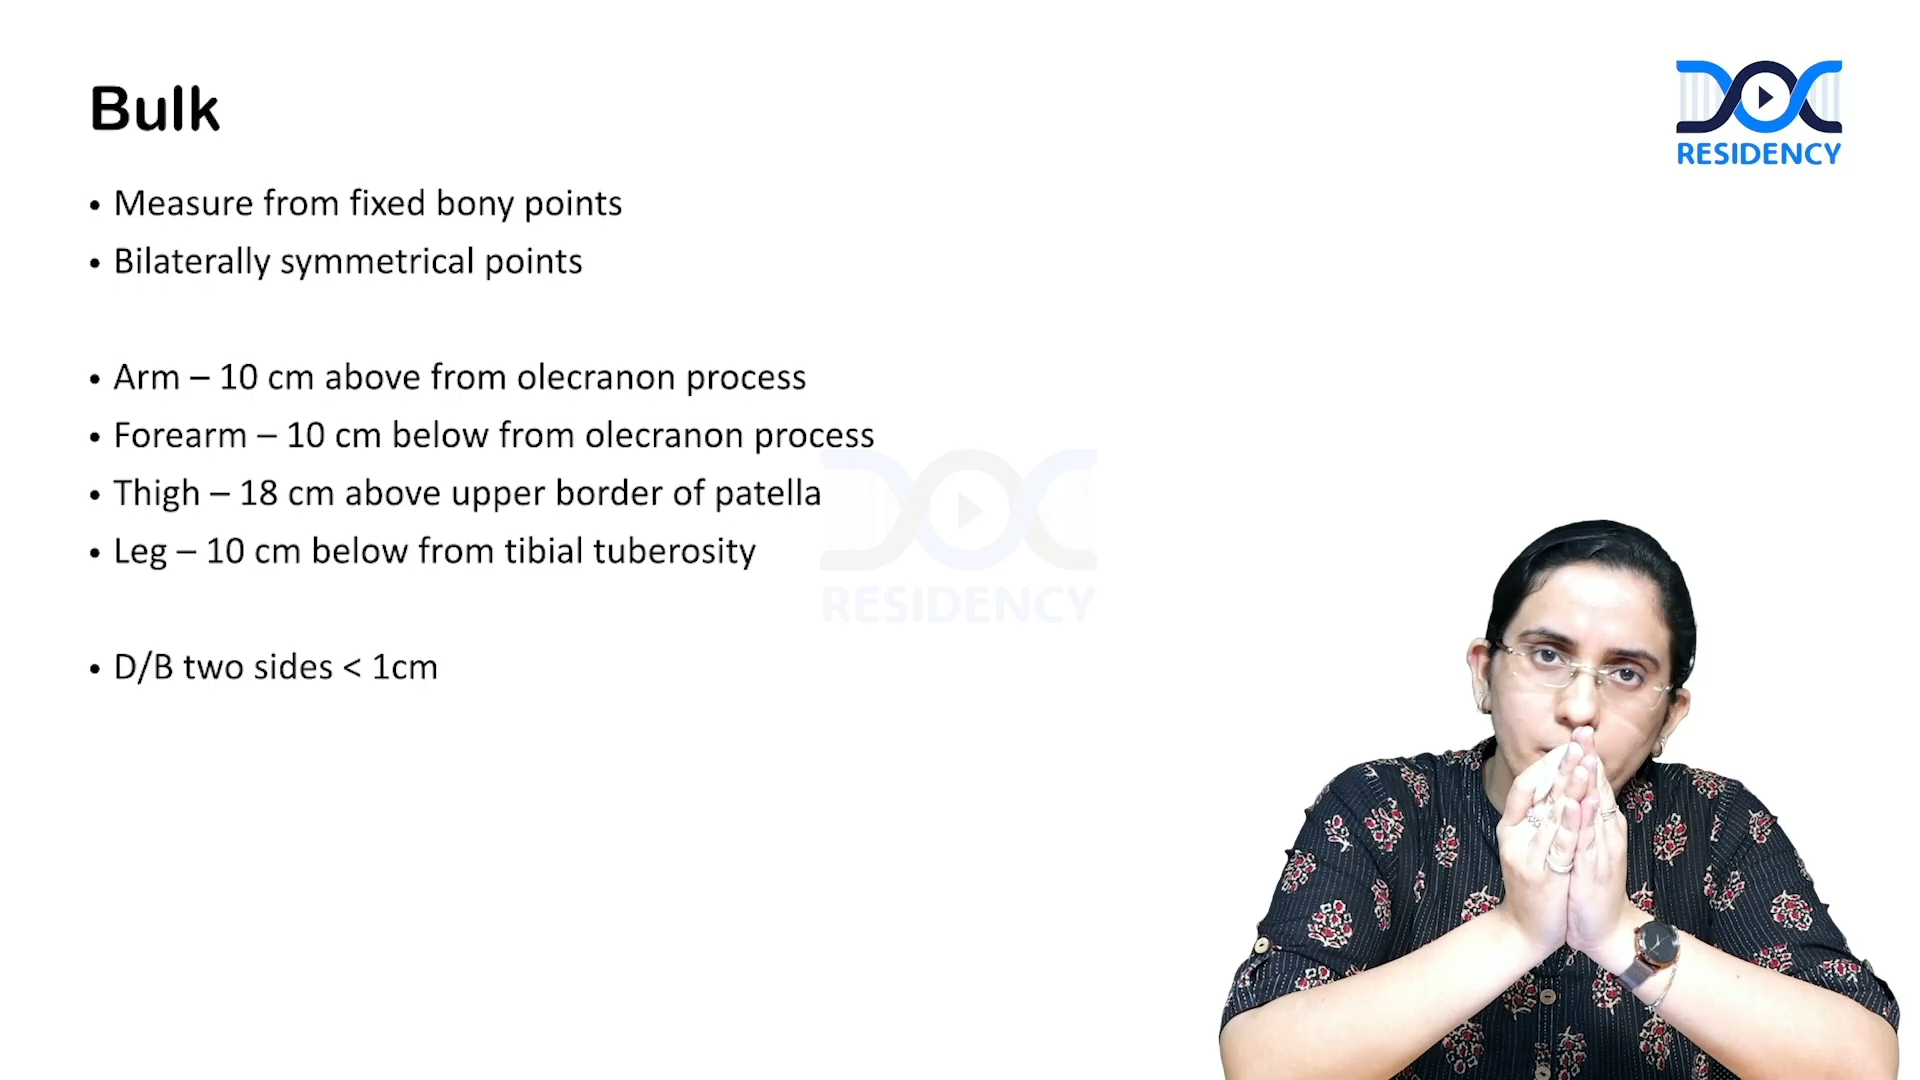 Bulk
RESIDENCY
• Measure from fixed bony points
• Bilaterally symmetrical points
• Arm – 10 cm above from olecranon process
• Forearm – 10 cm below from olecranon process
• Thigh – 18 cm above upper border of patella
• Leg – 10 cm below from tibial tuberosity
RESIDENCY
• D/B two sides < 1cm